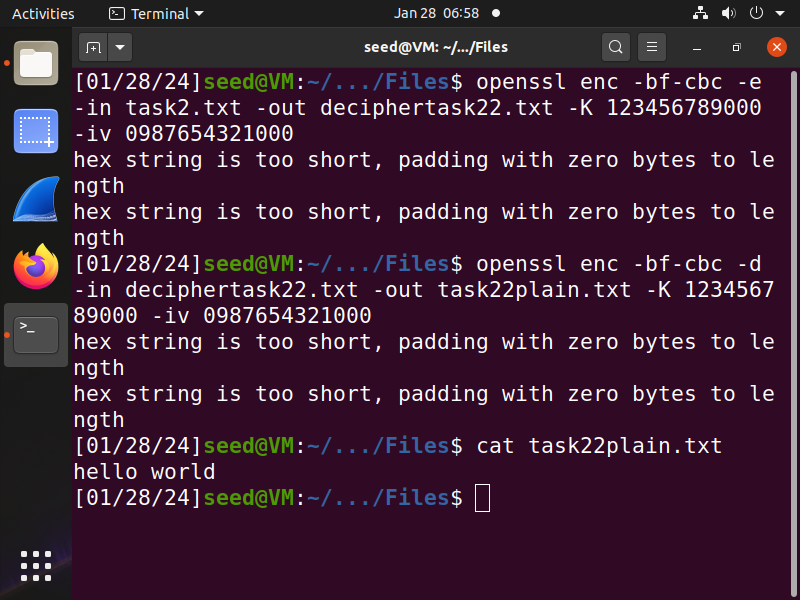 Activities Terminal Jan 28 06:58
seed@VM: ~/.../Files
[01/28/24]seed@VM:~/.../Files$ openssl enc -bf-cbc -e
-in task2.txt -out deciphertask22.txt -K 123456789000
-iv 0987654321000
hex string is too short, padding with zero bytes to le
ngth
hex string is too short, padding with zero bytes to le
ngth
[01/28/24]seed@VM:~/.../Files$ openssl enc -bf-cbc -d
-in deciphertask22.txt -out task22plain.txt -K 1234567
89000 -iv 0987654321000
hex string is too short, padding with zero bytes to le
ngth
hex string is too short, padding with zero bytes to le
ngth
[01/28/24]seed@VM:~/.../Files$ cat task22plain.txt
hello world
[01/28/24]seed@VM:~/.../Files$